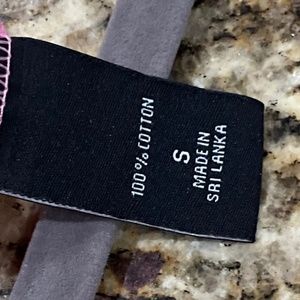 100% COTTON
S
MADE IN
SRI LANKA